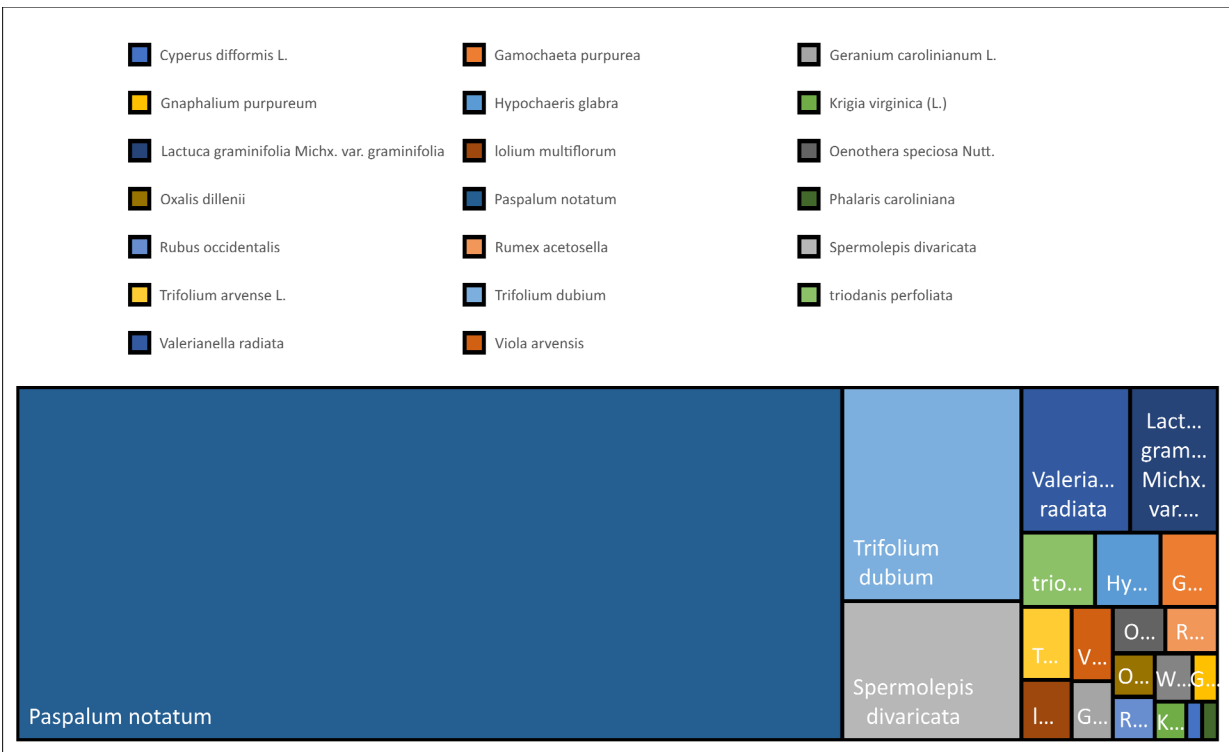 Cyperus difformis L.
Gamochaeta purpurea
Geranium carolinianum L.
Gnaphalium purpureum
Hypochaeris glabra
Krigia virginica (L.)
Lactuca graminifolia Michx. var. graminifolia
lolium multiflorum
Oenothera speciosa Nutt.
Oxalis dillenii
Paspalum notatum
Phalaris caroliniana
Rubus occidentalis
Rumex acetosella
Spermolepis divaricata
Trifolium arvense L.
Trifolium dubium
triodanis perfoliata
Valerianella radiata
Viola arvensis
Paspalum notatum
Trifolium
dubium
Spermolepis
divaricata
Valeria...
radiata
Lact...
gram...
Michx.
var....
trio...
Hy...
G...
T...
V...
O...
R...
O...
W...
G...
l...
G...
R...
K...